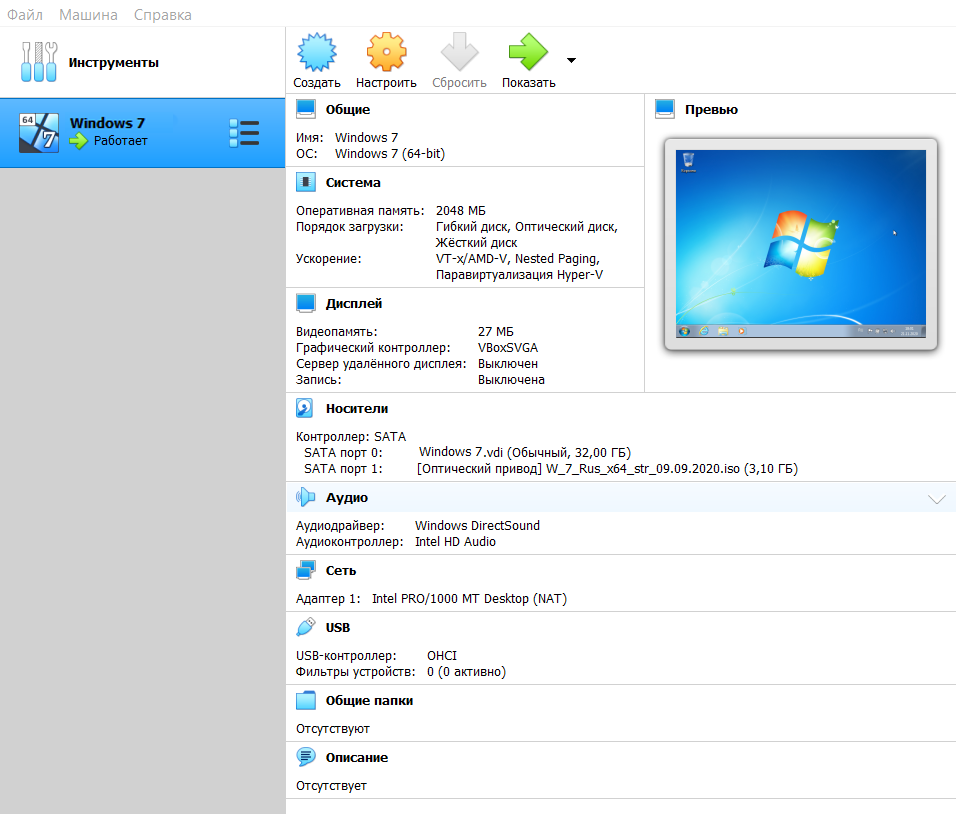 Файл Машина Справка
Инструменты
Создать Настроить Сбросить Показать
64
7
Windows 7
Работает
Общие
Имя: Windows 7
ОС: Windows 7 (64-bit)
Превью
Система
Оперативная память: 2048 МБ
Порядок загрузки: Гибкий диск, Оптический диск,
Жёсткий диск
Ускорение: VT-x/AMD-V, Nested Paging,
Паравиртуализация Hyper-V
Дисплей
Видеопамять: 27 МБ
Графический контроллер: VBoxSVGA
Сервер удалённого дисплея: Выключен
Запись: Выключена
Носители
Контроллер: SATA
SATA порт 0: Windows 7.vdi (Обычный, 32,00 ГБ)
SATA порт 1: [Оптический привод] W_7_Rus_x64_str_09.09.2020.iso (3,10 ГБ)
Аудио
Аудиодрайвер: Windows DirectSound
Аудиоконтроллер: Intel HD Audio
Сеть
Адаптер 1: Intel PRO/1000 MT Desktop (NAT)
USB
USB-контроллер: OHCI
Фильтры устройств: 0 (0 активно)
Общие папки
Отсутствуют
Описание
Отсутствует